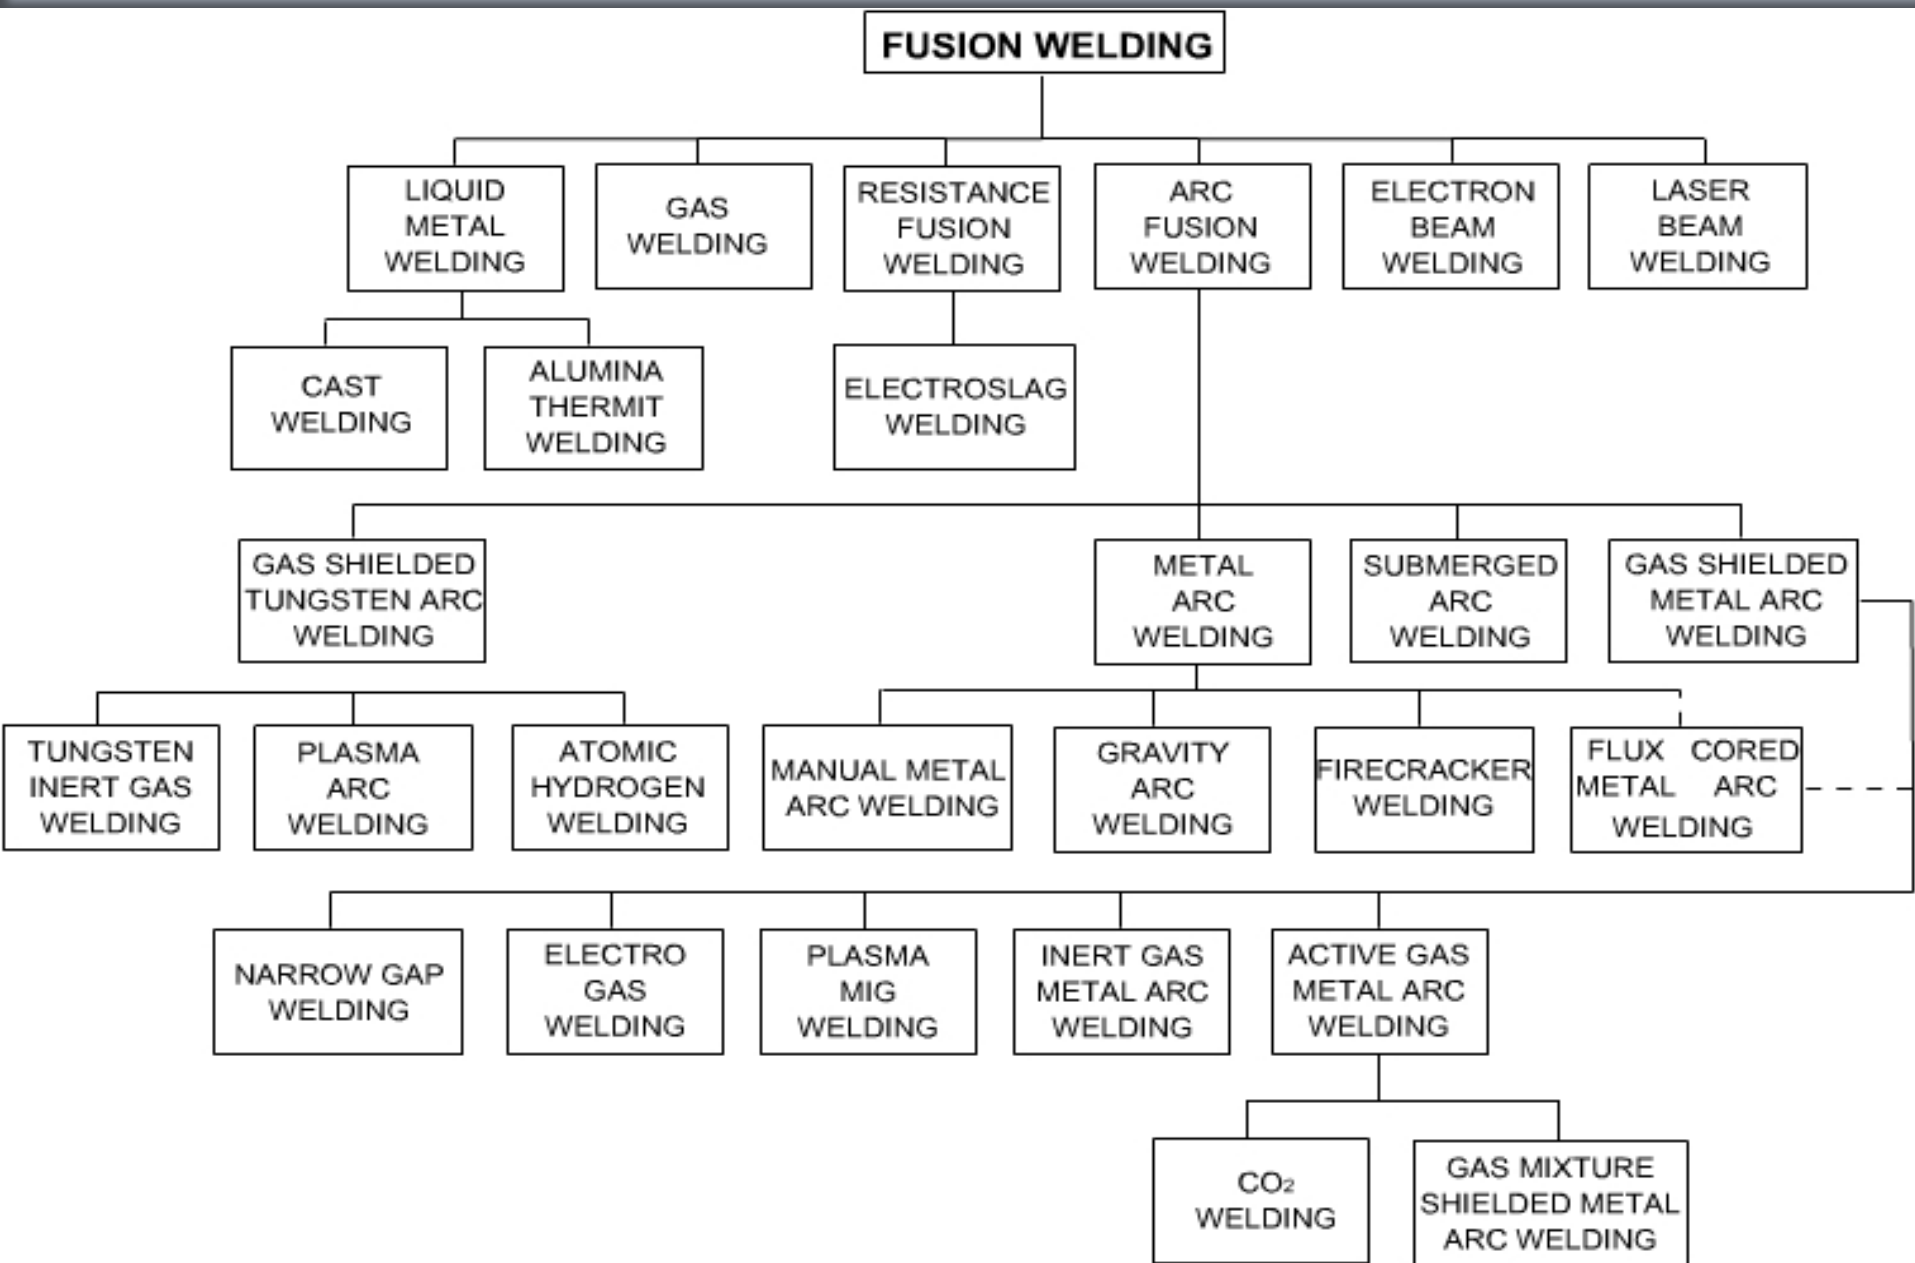 FUSION WELDING
LIQUID
METAL
WELDING
GAS
WELDING
RESISTANCE
FUSION
WELDING
ARC
FUSION
WELDING
ELECTRON
BEAM
WELDING
LASER
BEAM
WELDING
CAST
WELDING
ALUMINA
THERMIT
WELDING
ELECTROSLAG
WELDING
GAS SHIELDED
TUNGSTEN ARC
WELDING
METAL
ARC
WELDING
SUBMERGED
ARC
WELDING
GAS SHIELDED
METAL ARC
WELDING
TUNGSTEN
INERT GAS
WELDING
PLASMA
ARC
WELDING
ATOMIC
HYDROGEN
WELDING
MANUAL METAL
ARC WELDING
GRAVITY
ARC
WELDING
FIRECRACKER
WELDING
FLUX CORED
METAL ARC
WELDING
NARROW GAP
WELDING
ELECTRO
GAS
WELDING
PLASMA
MIG
WELDING
INERT GAS
METAL ARC
WELDING
ACTIVE GAS
METAL ARC
WELDING
CO₂
WELDING
GAS MIXTURE
SHIELDED METAL
ARC WELDING